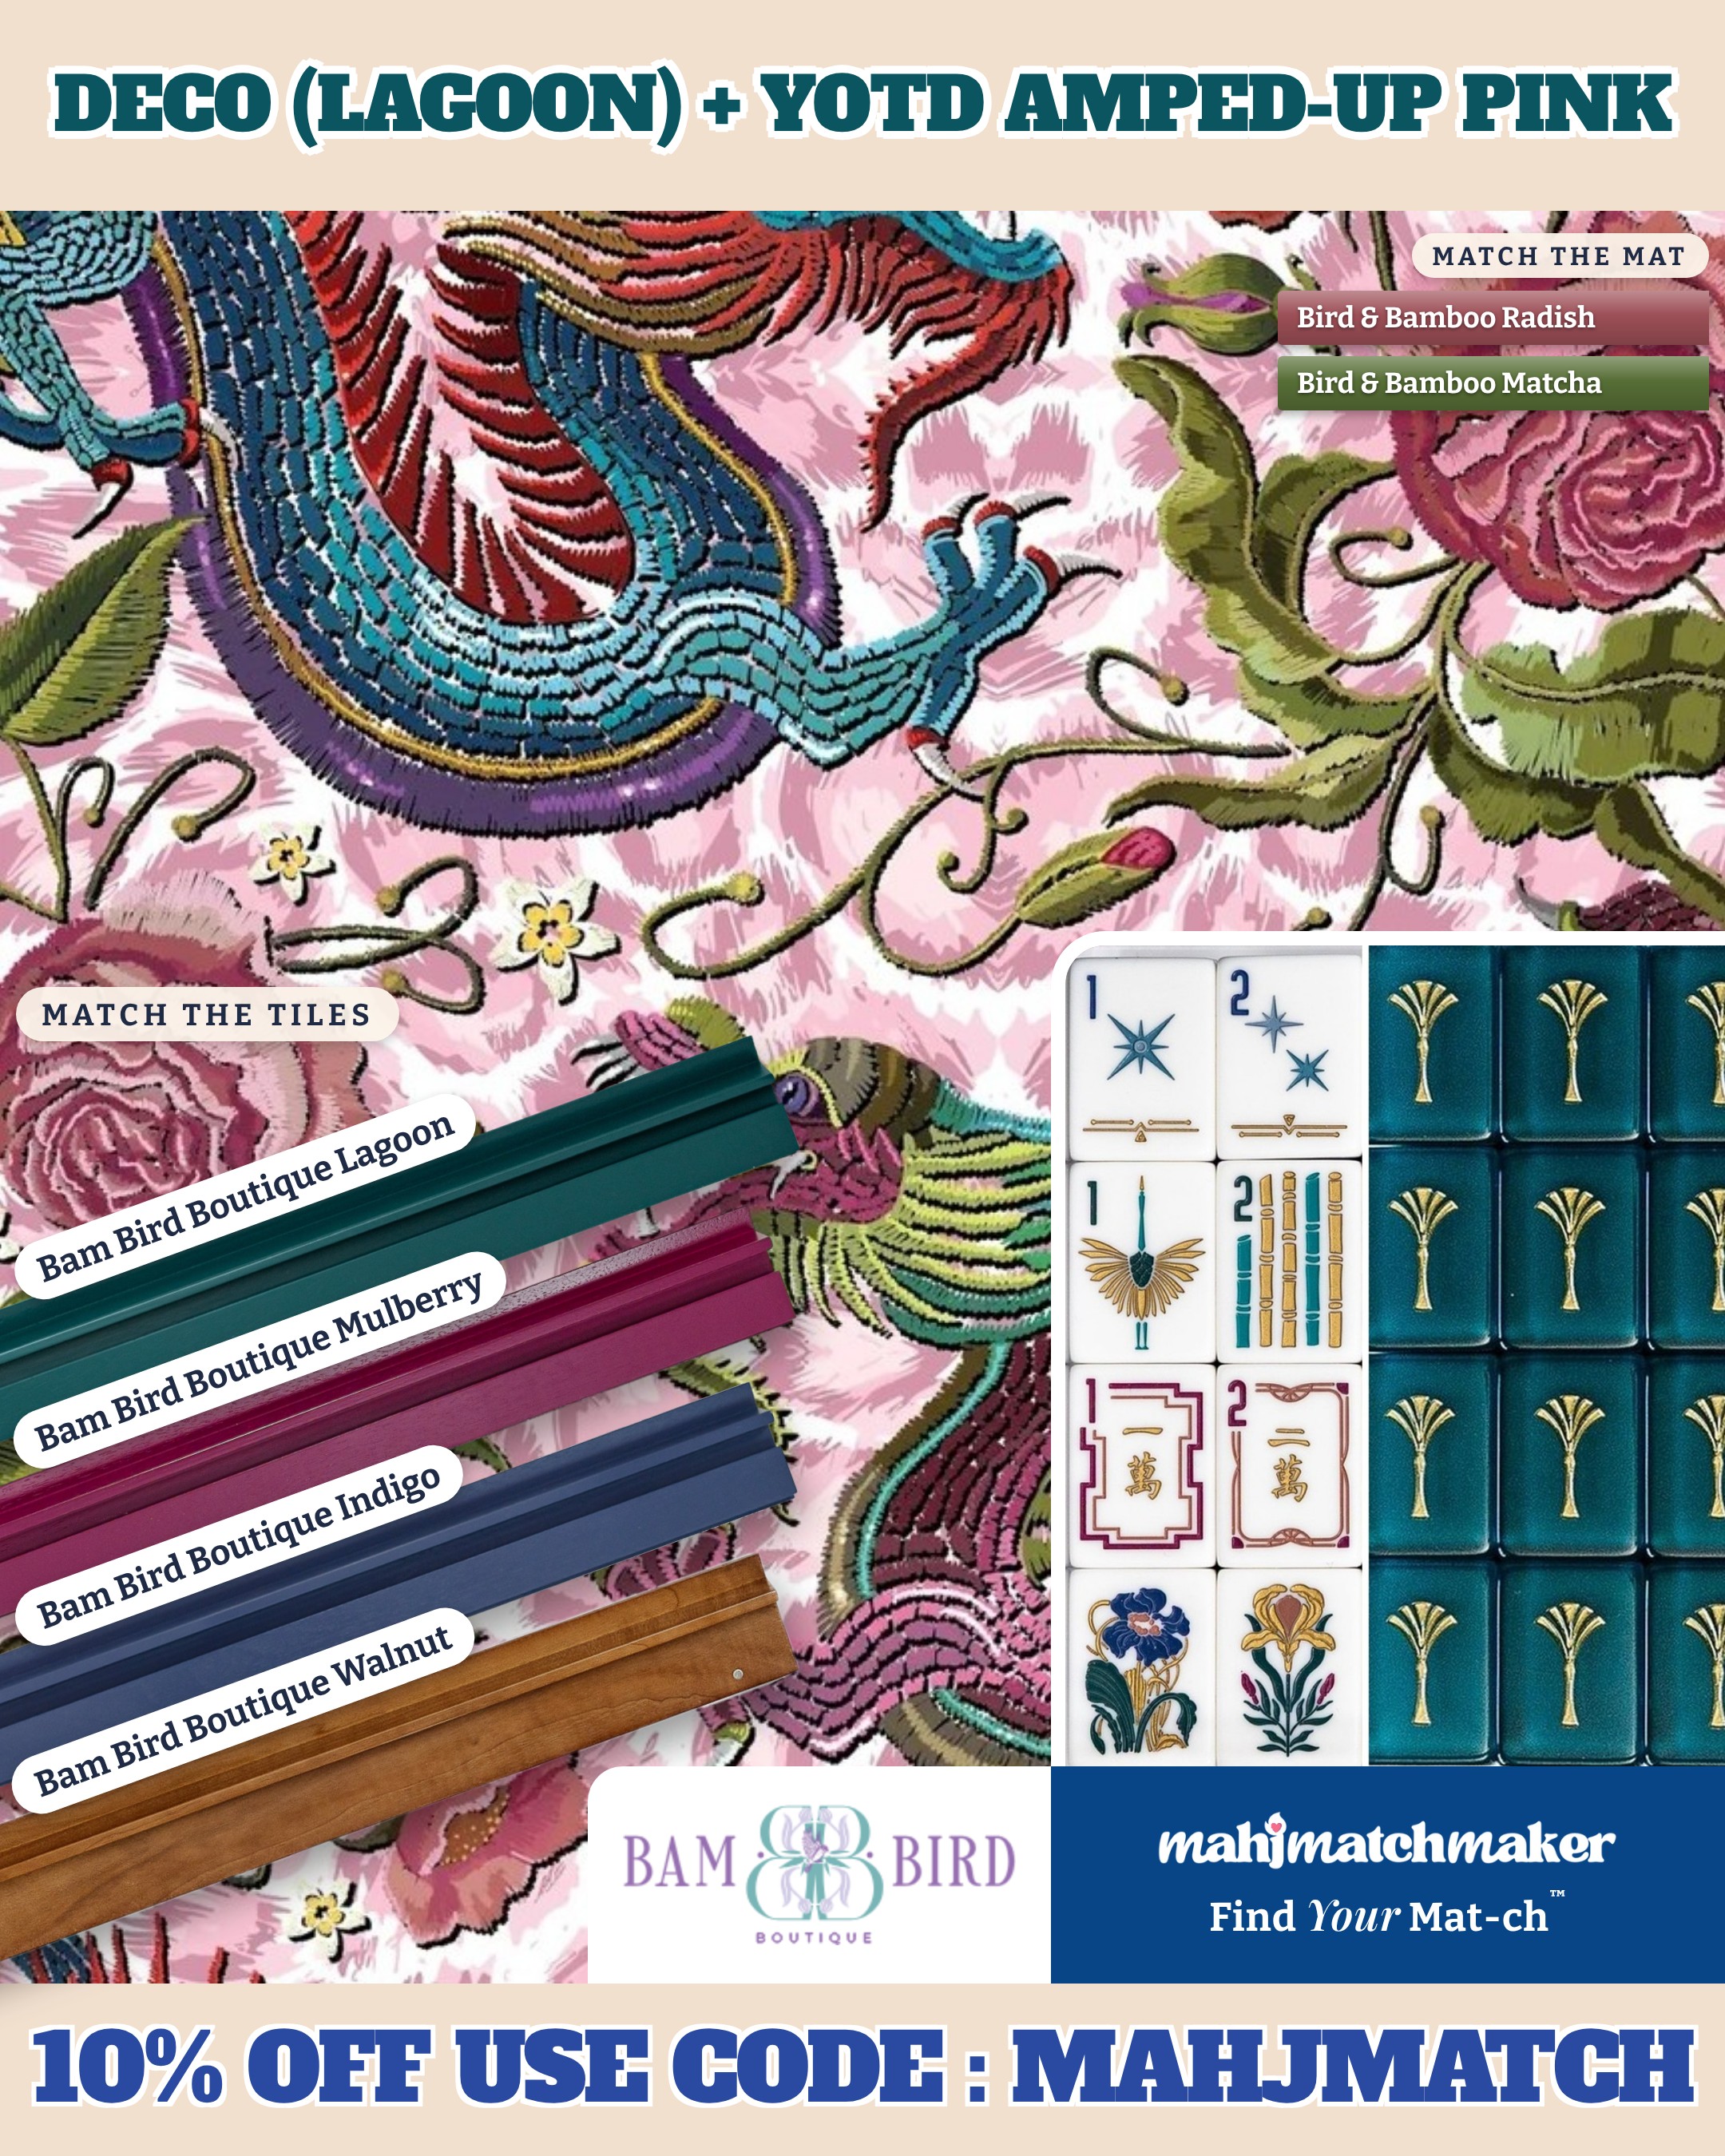 DECO (LAGOON) + YOTD AMPED-UP PINK
MATCH THE MAT
Bird & Bamboo Radish
Bird & Bamboo Matcha
MATCH THE TILES
Bam Bird Boutique Lagoon
Bam Bird Boutique Mulberry
Bam Bird Boutique Indigo
Bam Bird Boutique Walnut
1 2
1 2
1 2
一 二
萬 萬
BAM BIRD
BOUTIQUE
mahjmatchmaker
Find Your Mat-ch™
10% OFF USE CODE : MAHJMATCH